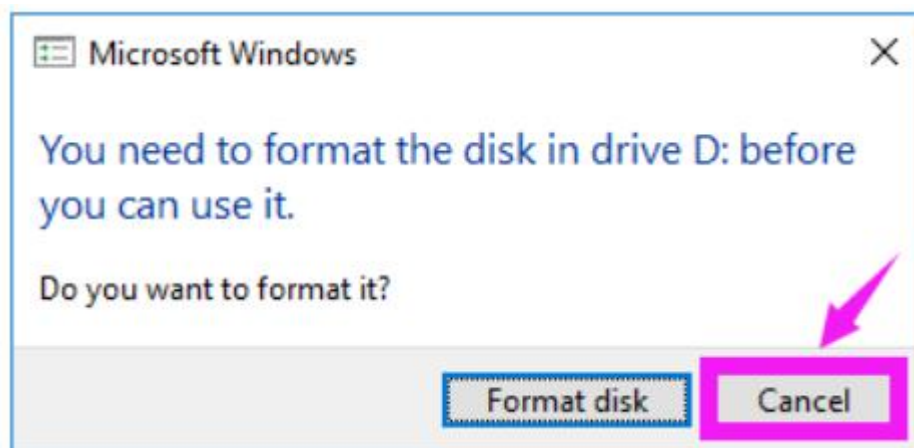 Microsoft Windows
You need to format the disk in drive D: before
you can use it.
Do you want to format it?
Format disk
Cancel